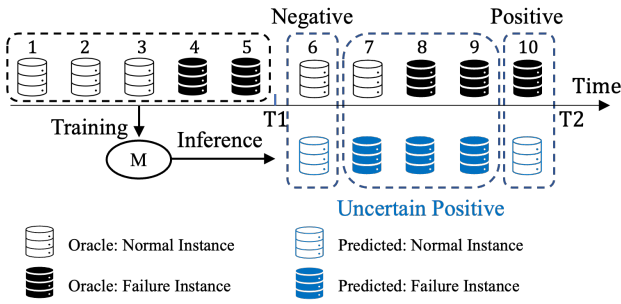 Negative Positive
1 2 3 4 5 6 7 8 9 10
Time
T1 T2
Training
Inference
M
Uncertain Positive
Oracle: Normal Instance
Predicted: Normal Instance
Oracle: Failure Instance
Predicted: Failure Instance